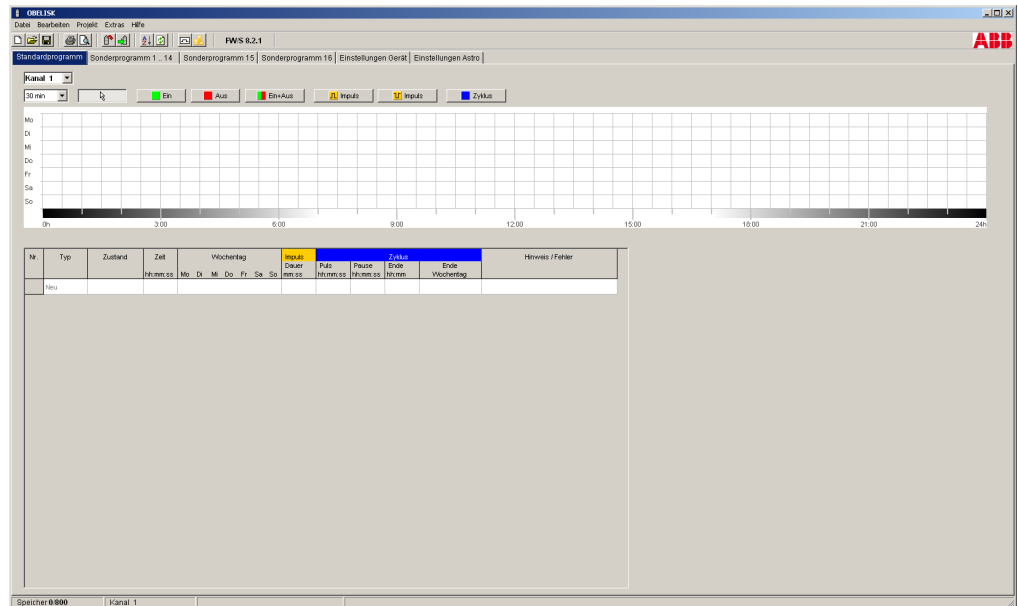 OBELISK
Datei Bearbeiten Projekt Extras Hilfe
FW/S 8.2.1
ABB
Standardprogramm Sonderprogramm 1 .. 14 Sonderprogramm 15 Sonderprogramm 16 Einstellungen Gerät Einstellungen Astro
Kanal 1
30 min Ein Aus Ein+Aus Impuls Impuls Zyklus
Mo
Di
Mi
Do
Fr
Sa
So
0h 3:00 6:00 9:00 12:00 15:00 18:00 21:00 24h
Nr. Typ Zustand Zeit Wochentag Impuls Zyklus Hinweis / Fehler
Dauer Puls Pause Ende Ende
hh:mm:ss Mo Di Mi Do Fr Sa So mm:ss hh:mm:ss hh:mm:ss hh:mm Wochentag
Neu
Speicher 0/800 Kanal 1